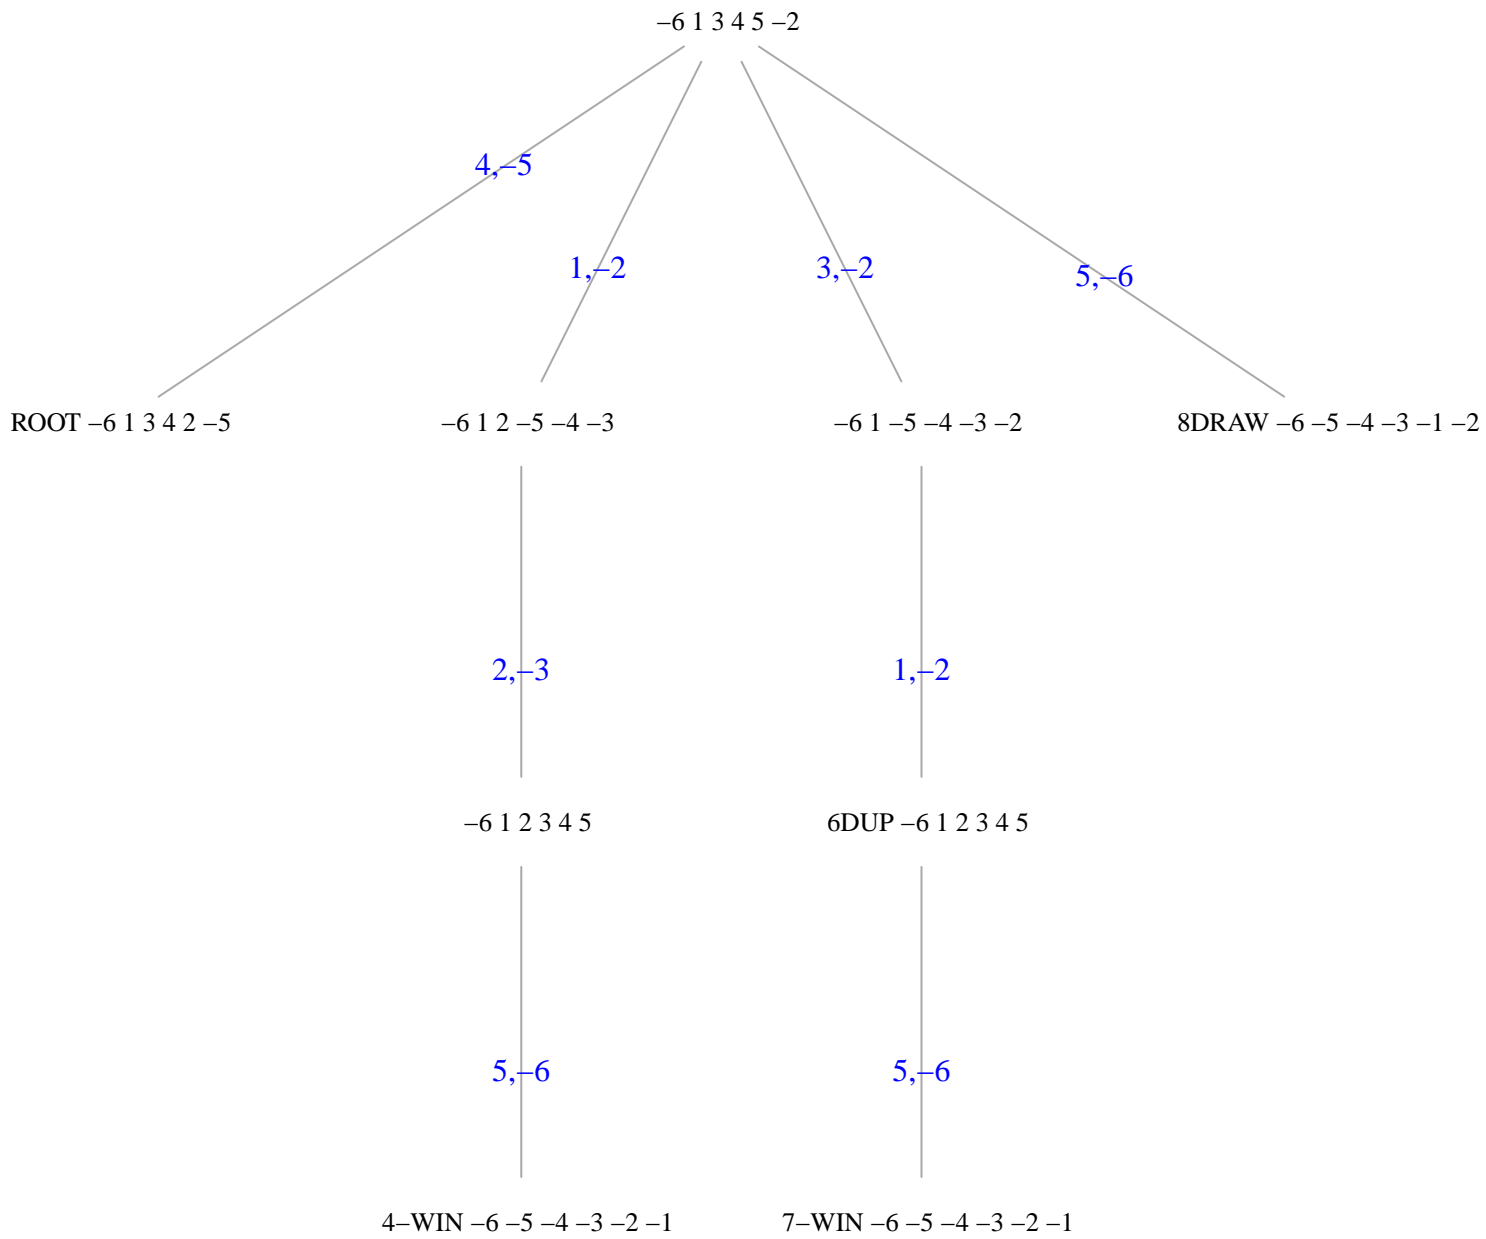 −6 1 3 4 5 −2
4,−5
1,−2
3,−2
5,−6
ROOT −6 1 3 4 2 −5
−6 1 2 −5 −4 −3
−6 1 −5 −4 −3 −2
8DRAW −6 −5 −4 −3 −1 −2
2,−3
1,−2
−6 1 2 3 4 5
6DUP −6 1 2 3 4 5
5,−6
5,−6
4−WIN −6 −5 −4 −3 −2 −1
7−WIN −6 −5 −4 −3 −2 −1